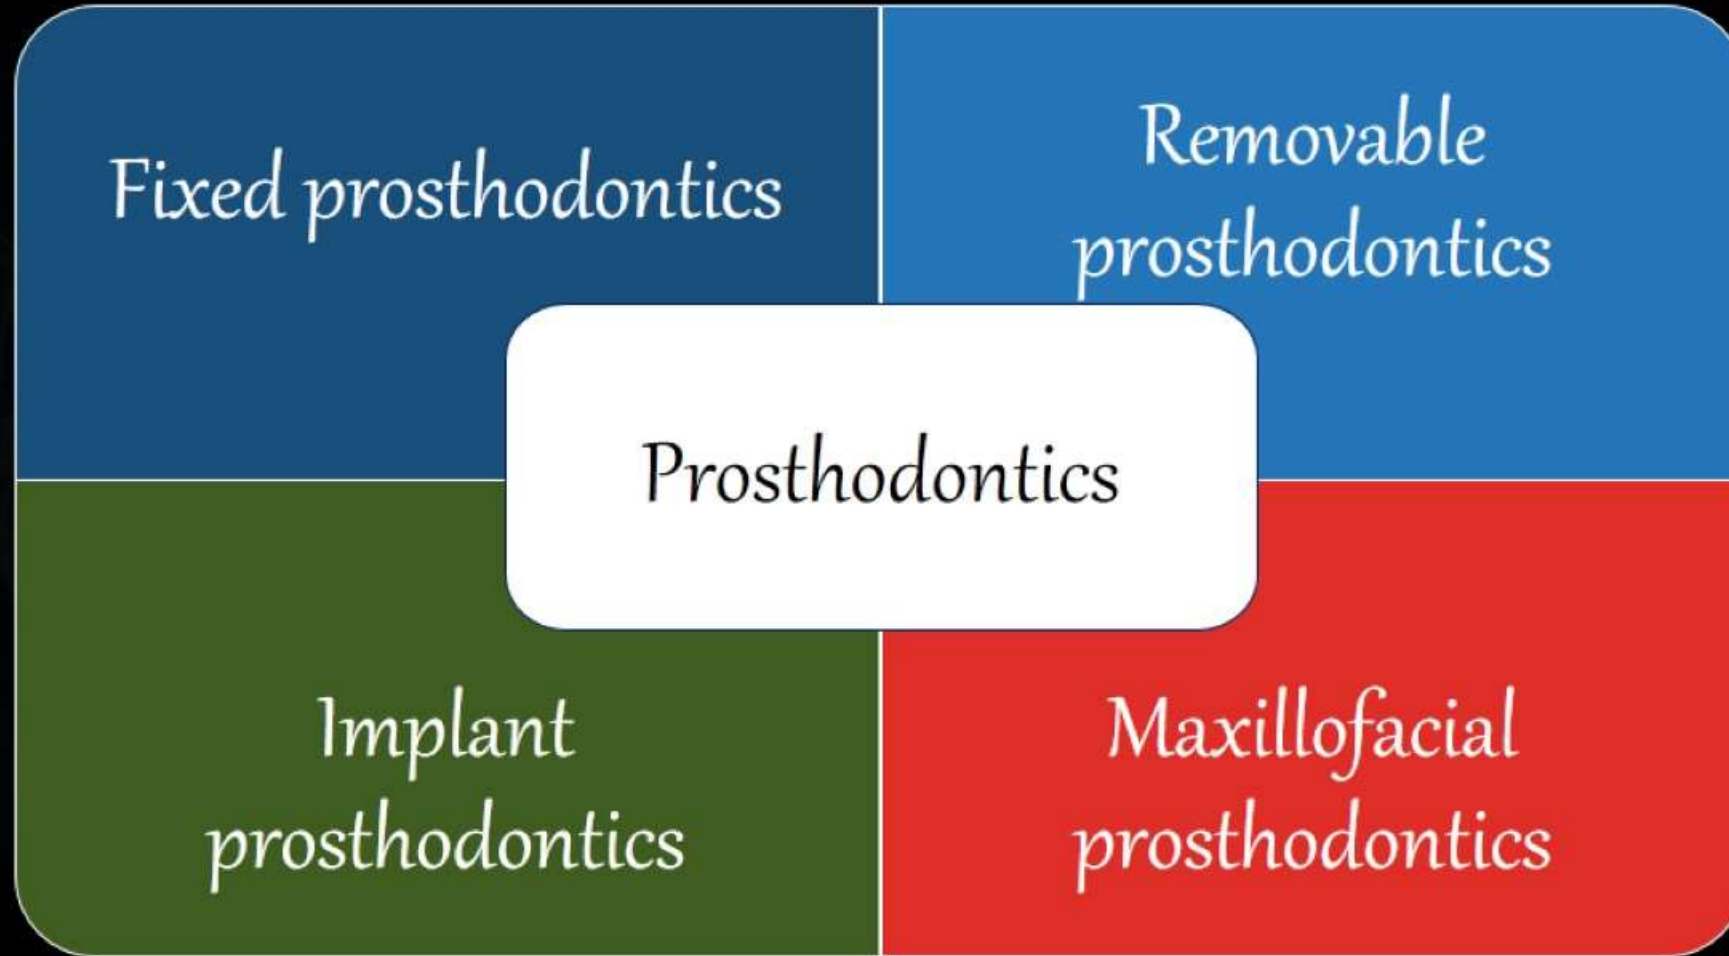 Fixed prosthodontics
Removable
prosthodontics
Prosthodontics
Implant
prosthodontics
Maxillofacial
prosthodontics